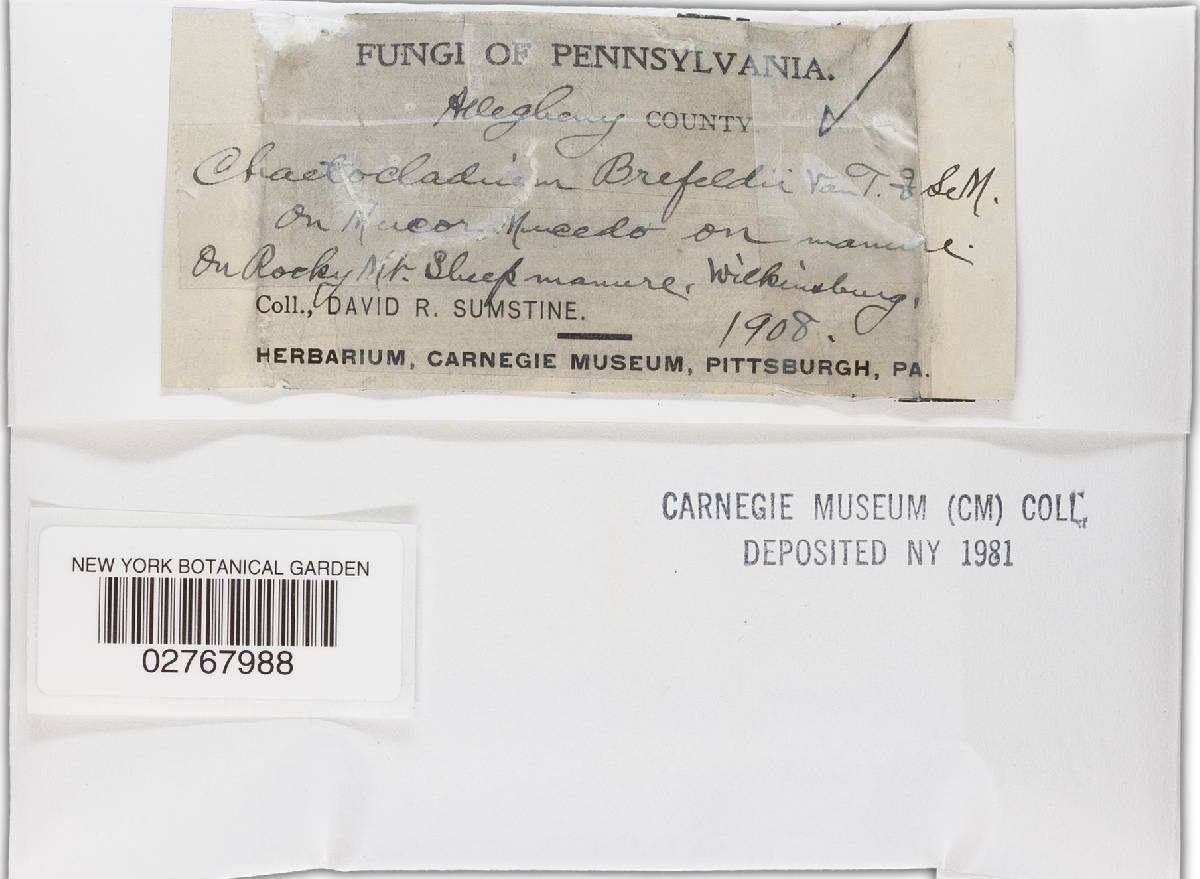 FUNGI OF PENNSYLVANIA.
Allegheny COUNTY
Chaetocladium Brefeldii Van T. & Le M.
On Mucor Mucedo on manure.
On Rocky Mt. Sheep manure, Wilkinsburg,
Coll., DAVID R. SUMSTINE. 1908.
HERBARIUM, CARNEGIE MUSEUM, PITTSBURGH, PA.
CARNEGIE MUSEUM (CM) COLL.
DEPOSITED NY 1981
NEW YORK BOTANICAL GARDEN
02767988